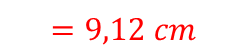 = 9,12 cm